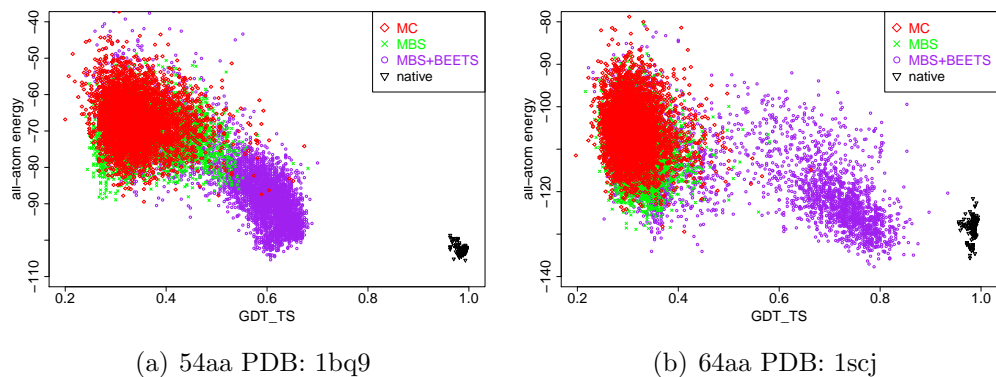 −40
−50
−60
−70
−80
−90
−110
all−atom energy
MC
MBS
MBS+BEETS
native
0.2
0.4
0.6
0.8
1.0
GDT_TS
(a) 54aa PDB: 1bq9
−80
−100
−120
−140
all−atom energy
MC
MBS
MBS+BEETS
native
0.2
0.4
0.6
0.8
1.0
GDT_TS
(b) 64aa PDB: 1scj